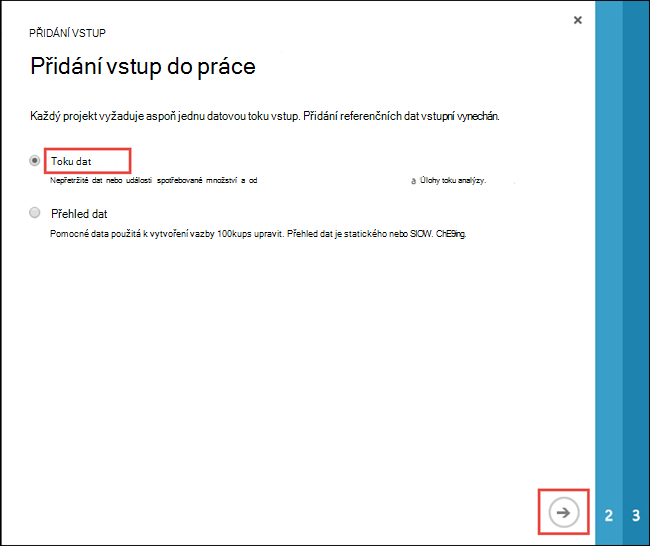 PŘIDÁNÍ VSTUP
Přidání vstup do práce
Každý projekt vyžaduje aspoň jednu datovou toku vstup. Přidání referenčních dat vstupní vynechán.
Toku dat
Nepřetržité dat nebo události spotřebované množství a od a Úlohy toku analýzy.
Přehled dat
Pomocné data použitá k vytvoření vazby 100kups upravit. Přehled dat je statického nebo SIOW. ChE9ing.
2 3